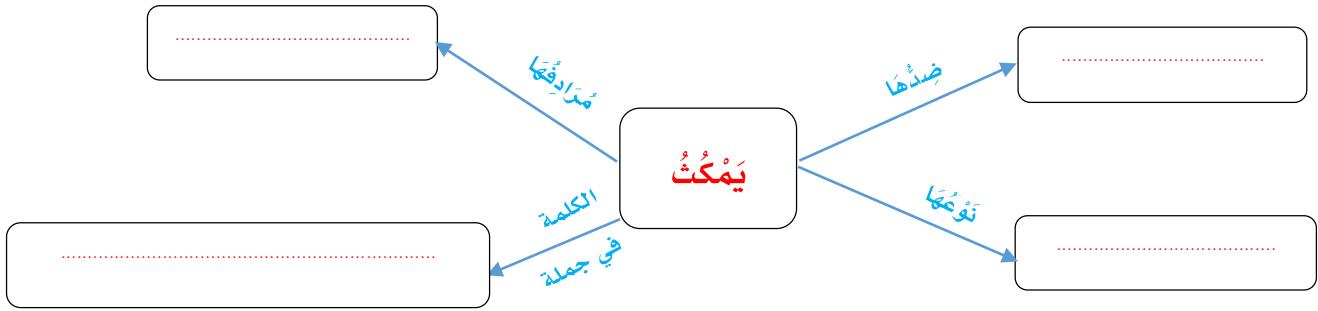 ضِدُّهَا
مُرَادِفُهَا
يَمْكُثُ
نَوْعُهَا
الكلمة
في جملة